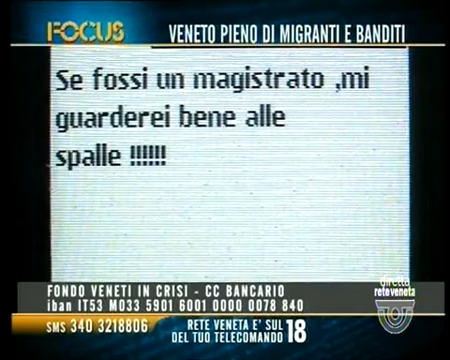 FOCUS
VENETO PIENO DI MIGRANTI E BANDITI
Se fossi un magistrato ,mi
guarderei bene alle
spalle !!!!!!
diretta
reteveneta
FONDO VENETI IN CRISI - CC BANCARIO
iban IT53 M033 5901 6001 0000 0078 840
SMS 340 3218806
RETE VENETA E' SUL
DEL TUO TELECOMANDO 18